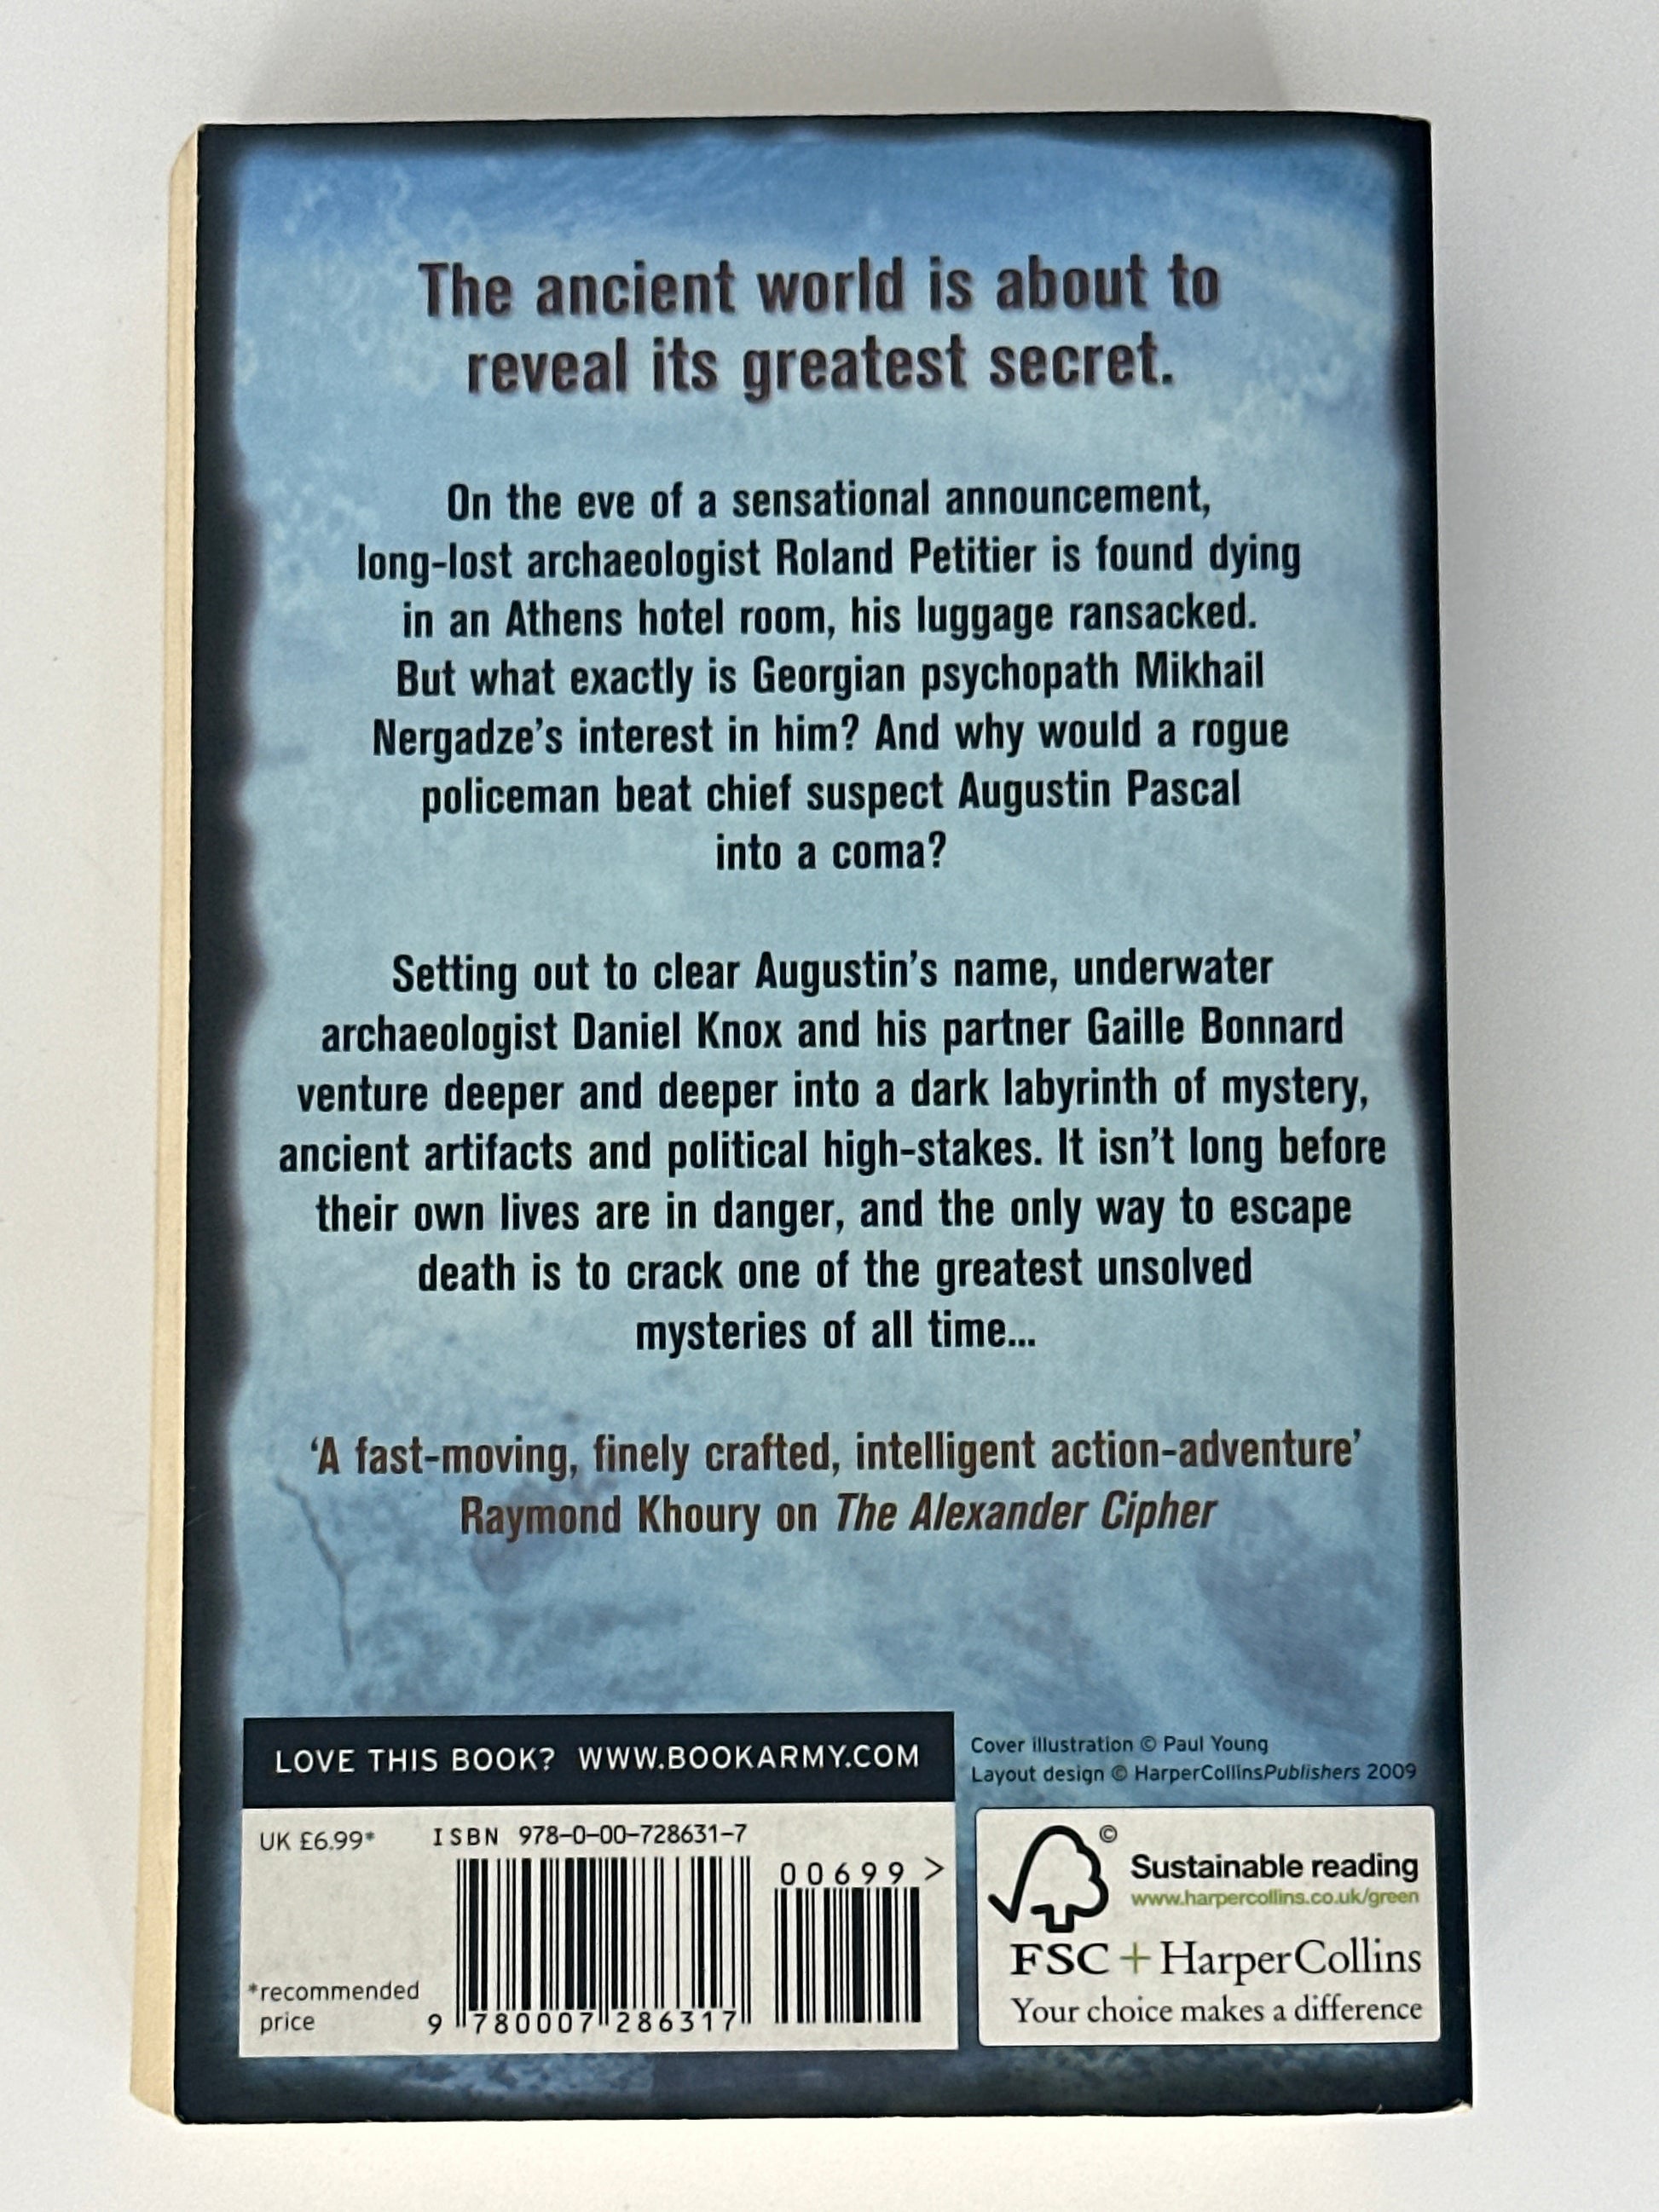 The ancient world is about to
reveal its greatest secret.
On the eve of a sensational announcement,
long-lost archaeologist Roland Petitier is found dying
in an Athens hotel room, his luggage ransacked.
But what exactly is Georgian psychopath Mikhail
Nergadze's interest in him? And why would a rogue
policeman beat chief suspect Augustin Pascal
into a coma?
Setting out to clear Augustin's name, underwater
archaeologist Daniel Knox and his partner Gaille Bonnard
venture deeper and deeper into a dark labyrinth of mystery,
ancient artifacts and political high-stakes. It isn't long before
their own lives are in danger, and the only way to escape
death is to crack one of the greatest unsolved
mysteries of all time...
‘A fast-moving, finely crafted, intelligent action-adventure’
Raymond Khoury on The Alexander Cipher
LOVE THIS BOOK? WWW.BOOKARMY.COM
Cover illustration © Paul Young
Layout design © HarperCollinsPublishers 2009
UK £6.99*
ISBN 978-0-00-728631-7
00699 >
*recommended
price
9 780007 286317
©
Sustainable reading
www.harpercollins.co.uk/green
FSC + HarperCollins
Your choice makes a difference